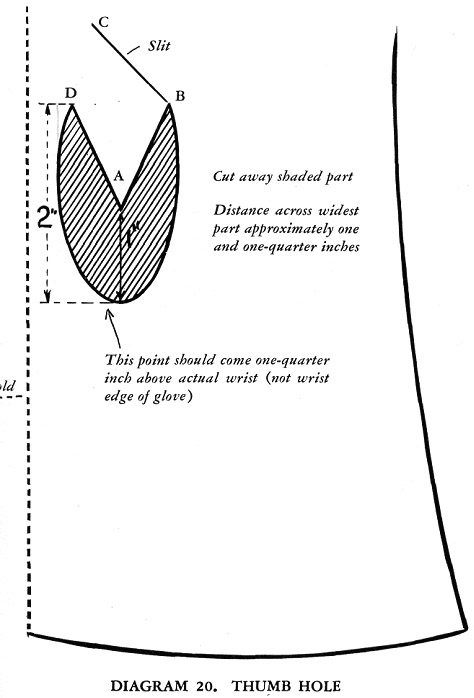 C
Slit
D
B
A
Cut away shaded part
2"
1"
Distance across widest
part approximately one
and one-quarter inches
This point should come one-quarter
inch above actual wrist (not wrist
edge of glove)
old
DIAGRAM 20. THUMB HOLE